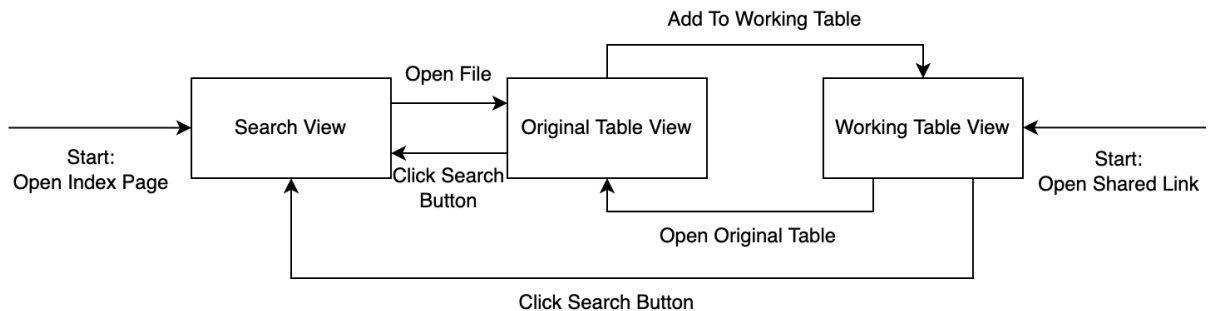 Add To Working Table
Open File
Search View
Original Table View
Working Table View
Start:
Open Index Page
Click Search
Button
Start:
Open Shared Link
Open Original Table
Click Search Button